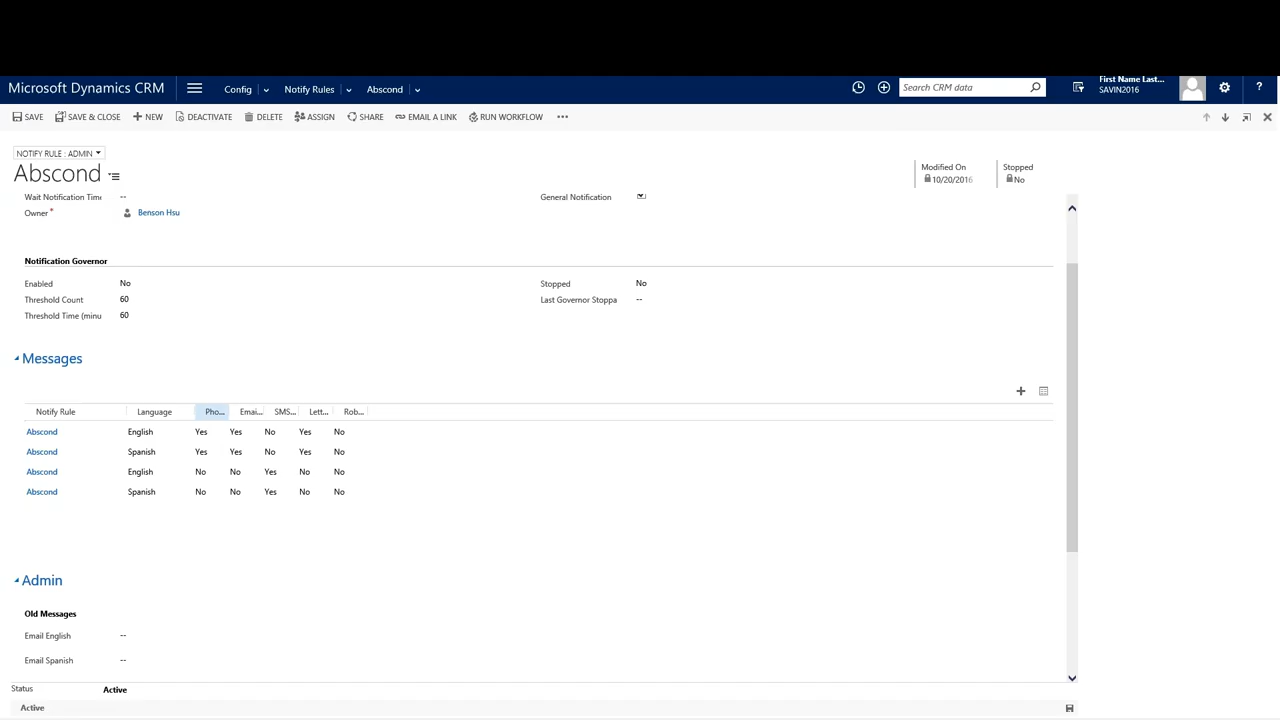 Microsoft Dynamics CRM Config Notify Rules Abscond Search CRM data First Name Last... SAVIN2016 ?
SAVE SAVE & CLOSE NEW DEACTIVATE DELETE ASSIGN SHARE EMAIL A LINK RUN WORKFLOW •••
NOTIFY RULE : ADMIN
Abscond
Modified On Stopped
10/20/2016 No
Wait Notification Time -- General Notification
Owner * Benson Hsu
Notification Governor
Enabled No Stopped No
Threshold Count 60 Last Governor Stoppa --
Threshold Time (minu 60
Messages
Notify Rule Language Pho... Emai... SMS... Lett... Rob...
Abscond English Yes Yes No Yes No
Abscond Spanish Yes Yes No Yes No
Abscond English No No Yes No No
Abscond Spanish No No Yes No No
Admin
Old Messages
Email English --
Email Spanish --
Status Active
Active